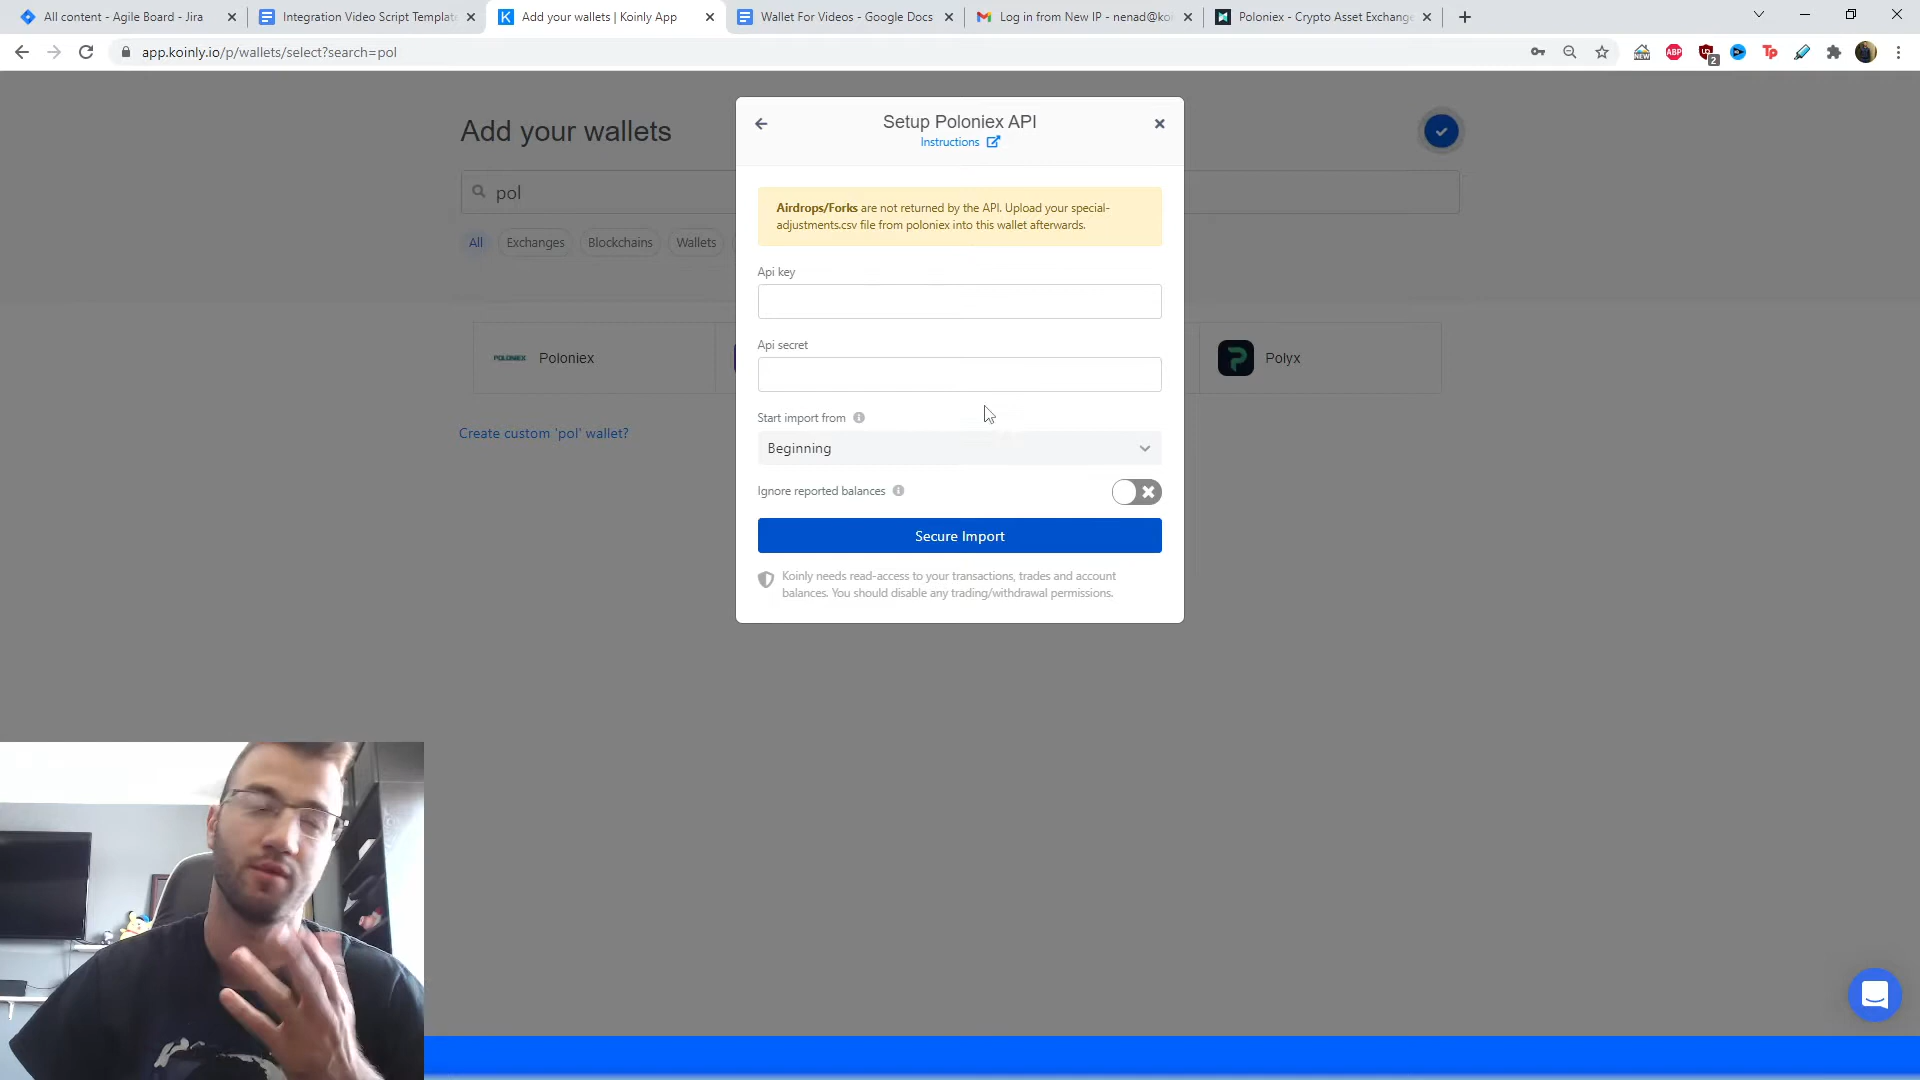 All content - Agile Board - Jira
Integration Video Script Template
Add your wallets | Koinly App
Wallet For Videos - Google Docs
Log in from New IP - nenad@ko
Poloniex - Crypto Asset Exchange
app.koinly.io/p/wallets/select?search=pol
NEW
ABP
2
Tp
Add your wallets
pol
All
Exchanges
Blockchains
Wallets
POLONIEX
Poloniex
Polyx
Create custom 'pol' wallet?
Setup Poloniex API
Instructions
Airdrops/Forks are not returned by the API. Upload your special-
adjustments.csv file from poloniex into this wallet afterwards.
Api key
Api secret
Start import from
Beginning
Ignore reported balances
Secure Import
Koinly needs read-access to your transactions, trades and account
balances. You should disable any trading/withdrawal permissions.